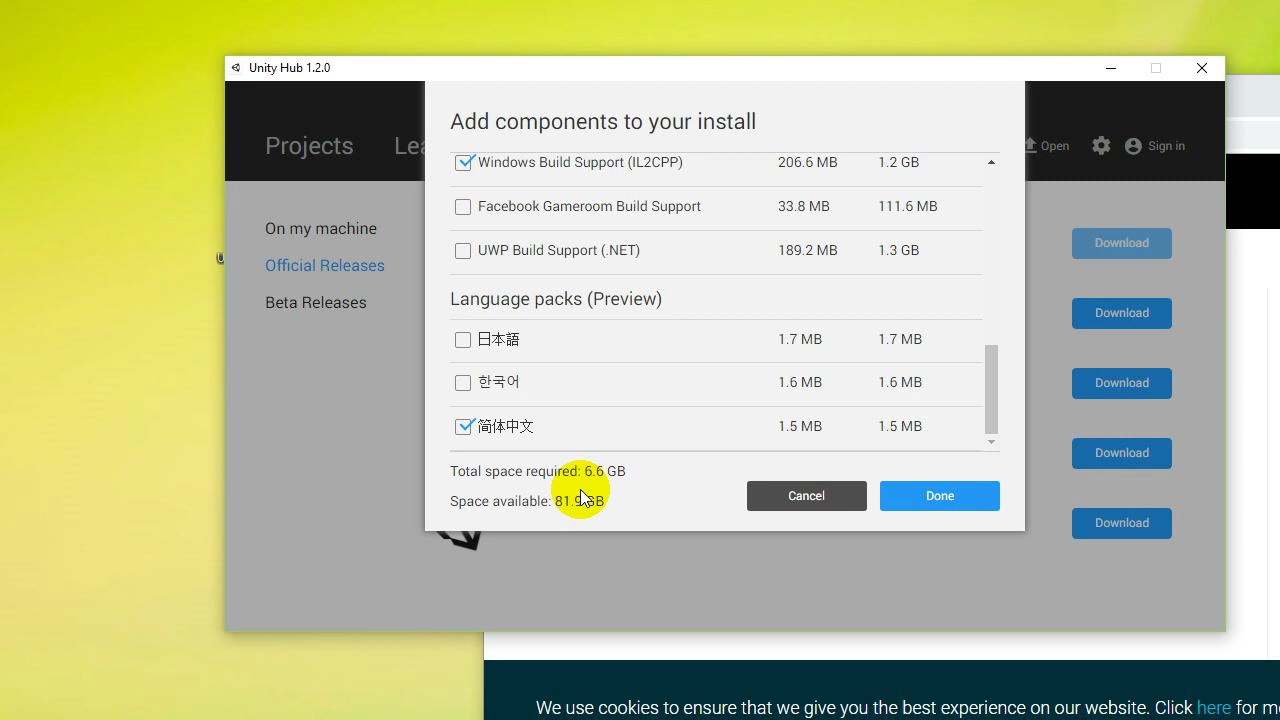 Unity Hub 1.2.0
Add components to your install
Projects
Open
Sign in
Windows Build Support (IL2CPP) 206.6 MB 1.2 GB
Facebook Gameroom Build Support 33.8 MB 111.6 MB
On my machine
Download
UWP Build Support (.NET) 189.2 MB 1.3 GB
Official Releases
Language packs (Preview)
Beta Releases
Download
日本語 1.7 MB 1.7 MB
한국어 1.6 MB 1.6 MB
Download
简体中文 1.5 MB 1.5 MB
Download
Total space required: 6.6 GB
Space available: 81.9 GB
Cancel
Done
Download
We use cookies to ensure that we give you the best experience on our website. Click here for